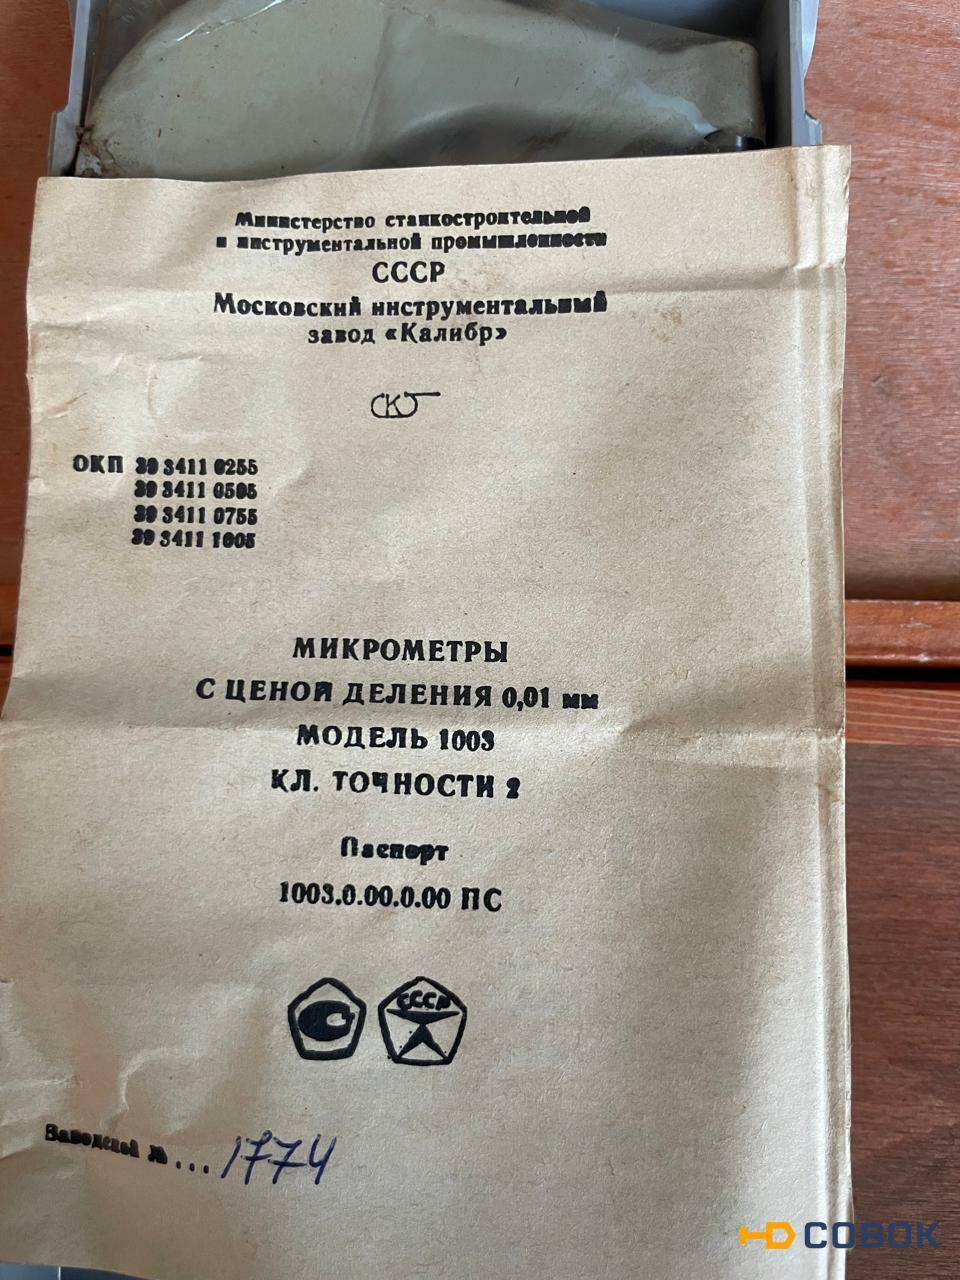 Министерство станкостроительной
и инструментальной промышленности
СССР
Московский инструментальный
завод «Калибр»
СКБ
ОКП 39 3411 0255
39 3411 0505
39 3411 0755
39 3411 1005
МИКРОМЕТРЫ
С ЦЕНОЙ ДЕЛЕНИЯ 0,01 мм
МОДЕЛЬ 1003
КЛ. ТОЧНОСТИ 2
Паспорт
1003.0.00.0.00 ПС
СССР
Заводской № ... 1774
СОВОК